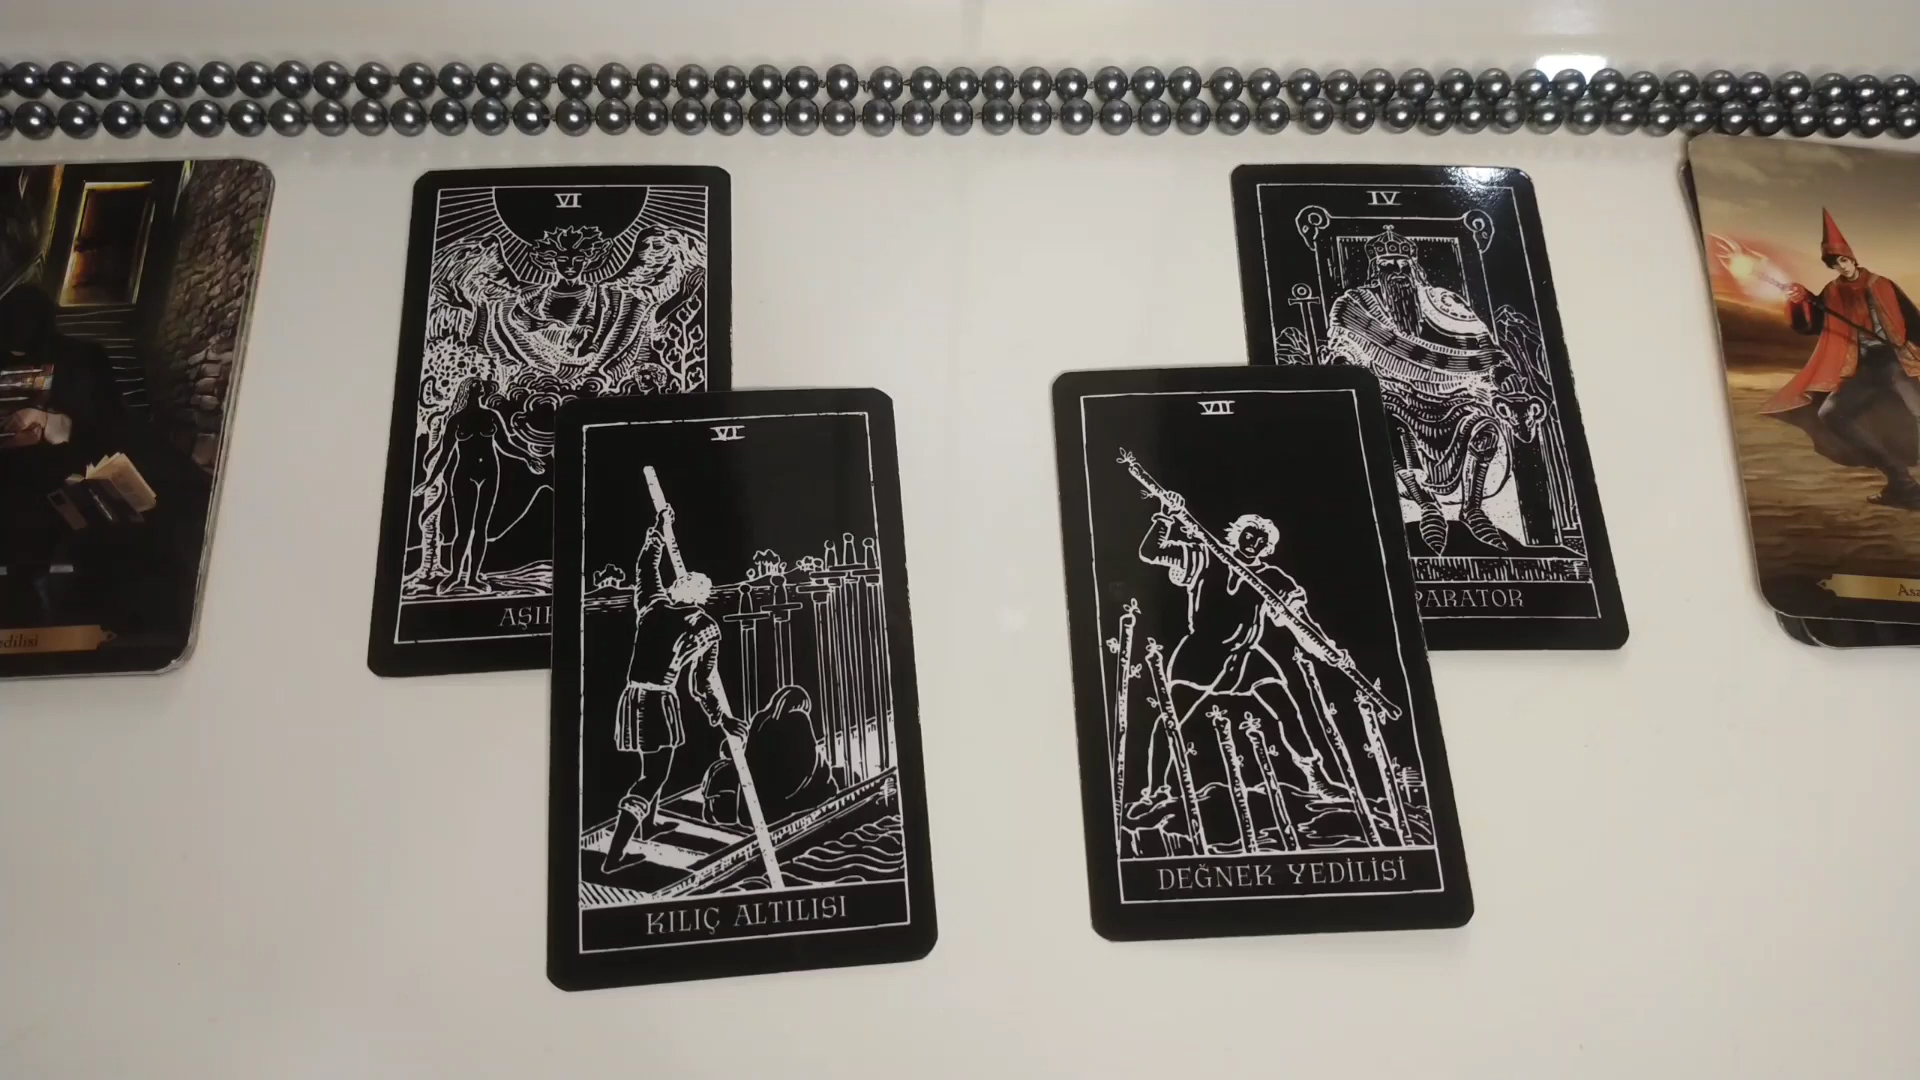 VI
AŞI
VI
KILIÇ ALTILISI
IV
PARATOR
VII
DEĞNEK YEDİLİSİ
edilisi
Asa